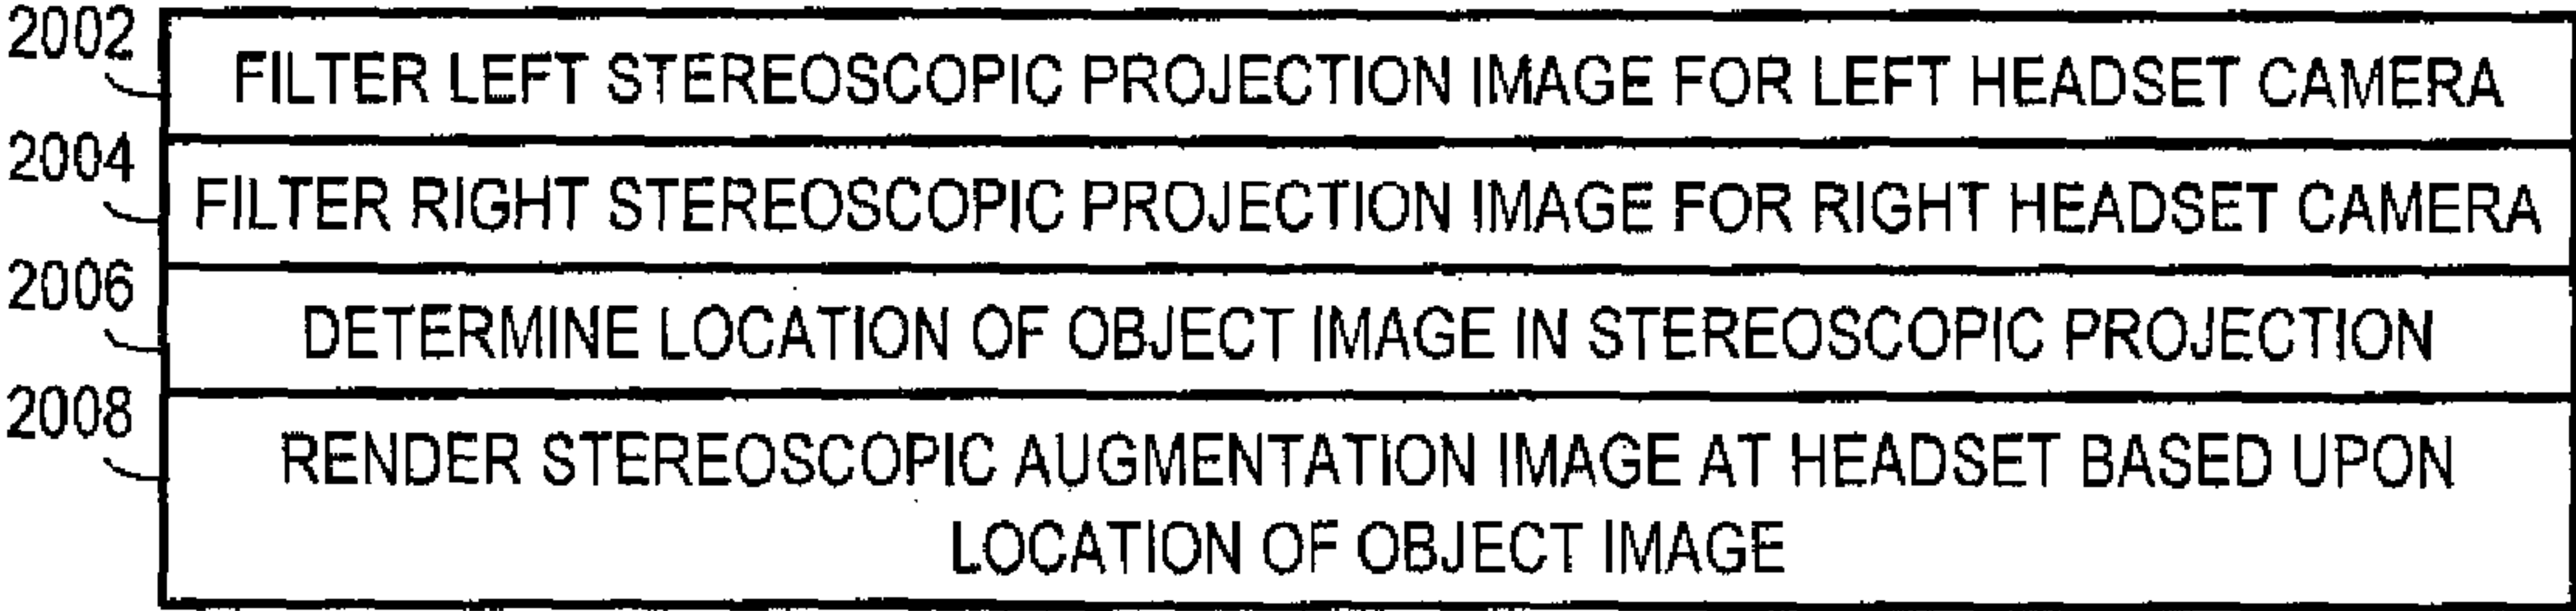 2002
FILTER LEFT STEREOSCOPIC PROJECTION IMAGE FOR LEFT HEADSET CAMERA
2004
FILTER RIGHT STEREOSCOPIC PROJECTION IMAGE FOR RIGHT HEADSET CAMERA
2006
DETERMINE LOCATION OF OBJECT IMAGE IN STEREOSCOPIC PROJECTION
2008
RENDER STEREOSCOPIC AUGMENTATION IMAGE AT HEADSET BASED UPON
LOCATION OF OBJECT IMAGE